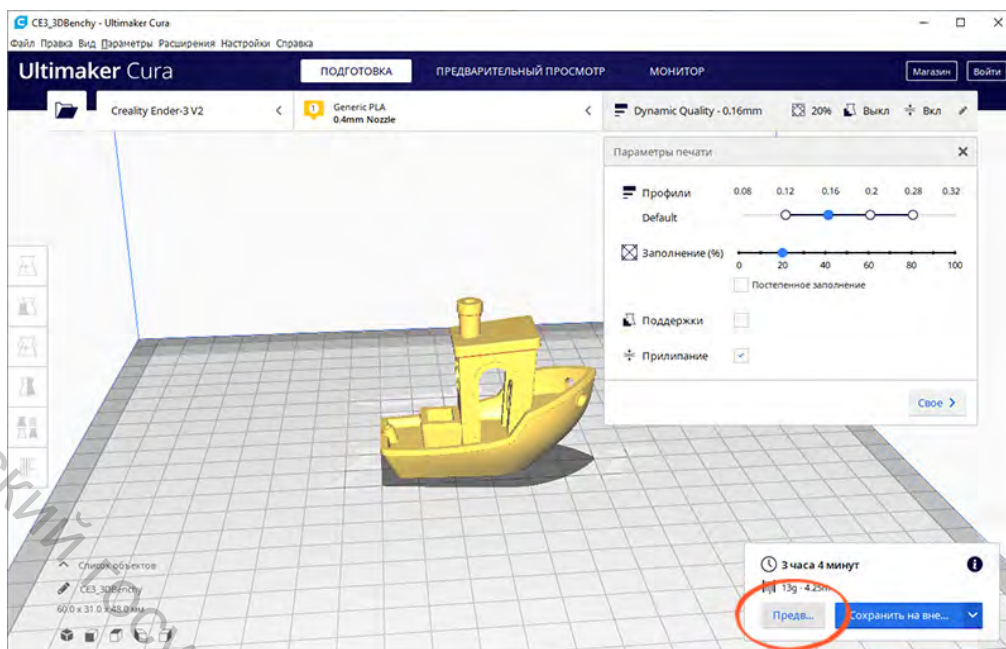 CE3_3DBenchy - Ultimaker Cura
Файл Правка Вид Параметры Расширения Настройки Справка
Ultimaker Cura ПОДГОТОВКА ПРЕДВАРИТЕЛЬНЫЙ ПРОСМОТР МОНИТОР Магазин Войти
Creality Ender-3 V2
1 Generic PLA
0.4mm Nozzle
Dynamic Quality - 0.16mm 20% Выкл Вкл
Параметры печати
Профили 0.08 0.12 0.16 0.2 0.28 0.32
Default
Заполнение (%)
0 20 40 60 80 100
Постепенное заполнение
Поддержки
Прилипание
Свое
Список объектов
CE3_3DBenchy
60.0 x 31.0 x 48.0 мм
3 часа 4 минут
13g · 4.25m
Предв... Сохранить на вне...